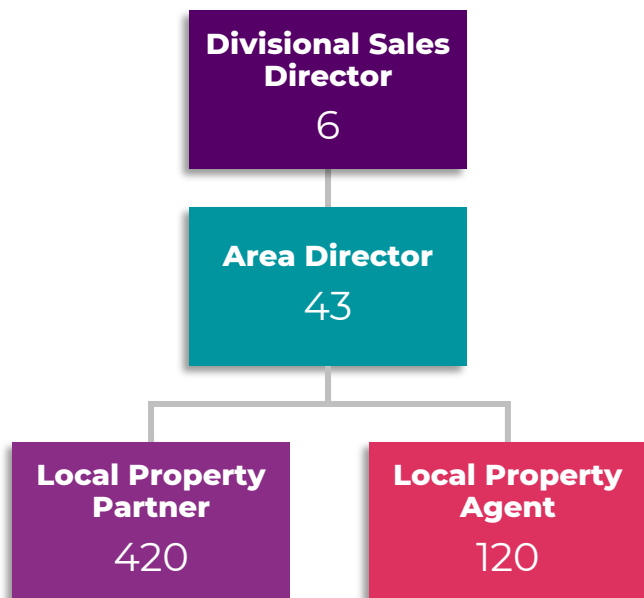 Divisional Sales
Director
6
Area Director
43
Local Property
Partner
420
Local Property
Agent
120